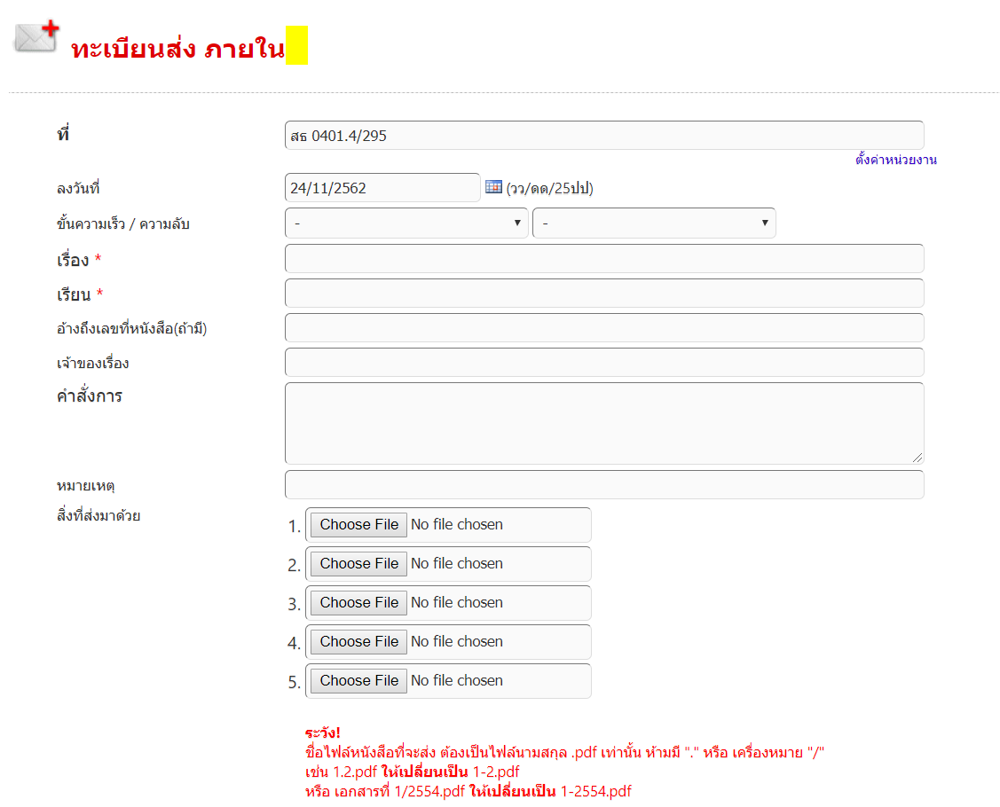 ทะเบียนส่ง ภายใน
ที่
สธ 0401.4/295
ตั้งค่าหน่วยงาน
ลงวันที่
24/11/2562 (วว/ดด/25ปป)
ขั้นความเร็ว / ความลับ
- -
เรื่อง *
เรียน *
อ้างถึงเลขที่หนังสือ(ถ้ามี)
เจ้าของเรื่อง
คำสั่งการ
หมายเหตุ
สิ่งที่ส่งมาด้วย
1. Choose File No file chosen
2. Choose File No file chosen
3. Choose File No file chosen
4. Choose File No file chosen
5. Choose File No file chosen
ระวัง!
ชื่อไฟล์หนังสือที่จะส่ง ต้องเป็นไฟล์นามสกุล .pdf เท่านั้น ห้ามมี "." หรือ เครื่องหมาย "/"
เช่น 1.2.pdf ให้เปลี่ยนเป็น 1-2.pdf
หรือ เอกสารที่ 1/2554.pdf ให้เปลี่ยนเป็น 1-2554.pdf